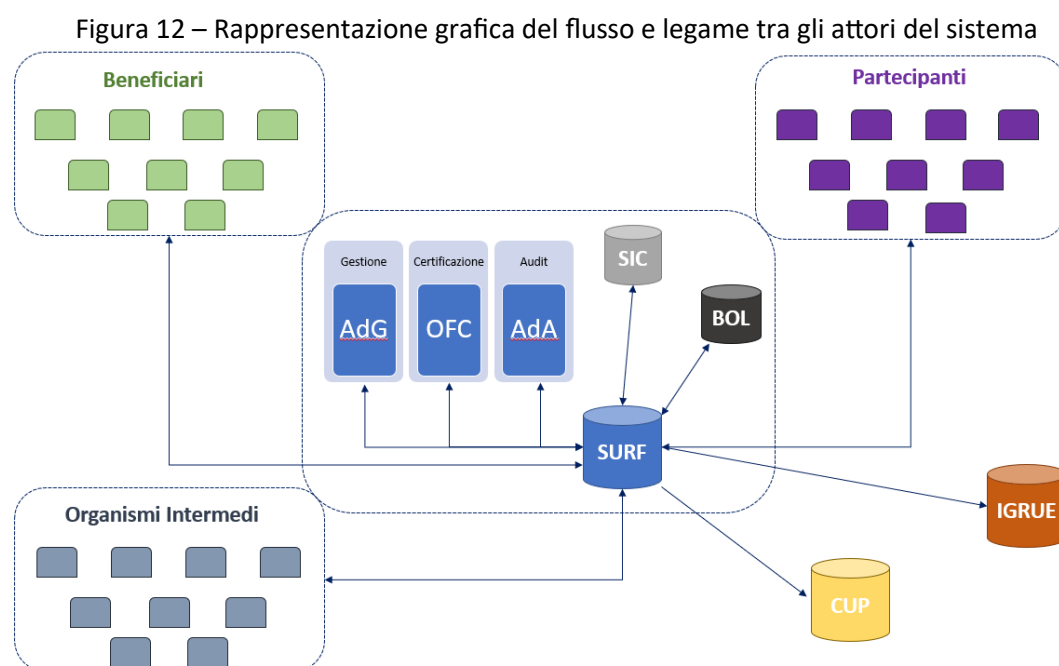 Figura 12 – Rappresentazione grafica del flusso e legame tra gli attori del sistema
Beneficiari
Partecipanti
Gestione
Certificazione
Audit
AdG
OFC
AdA
SIC
BOL
SURF
Organismi Intermedi
IGRUE
CUP